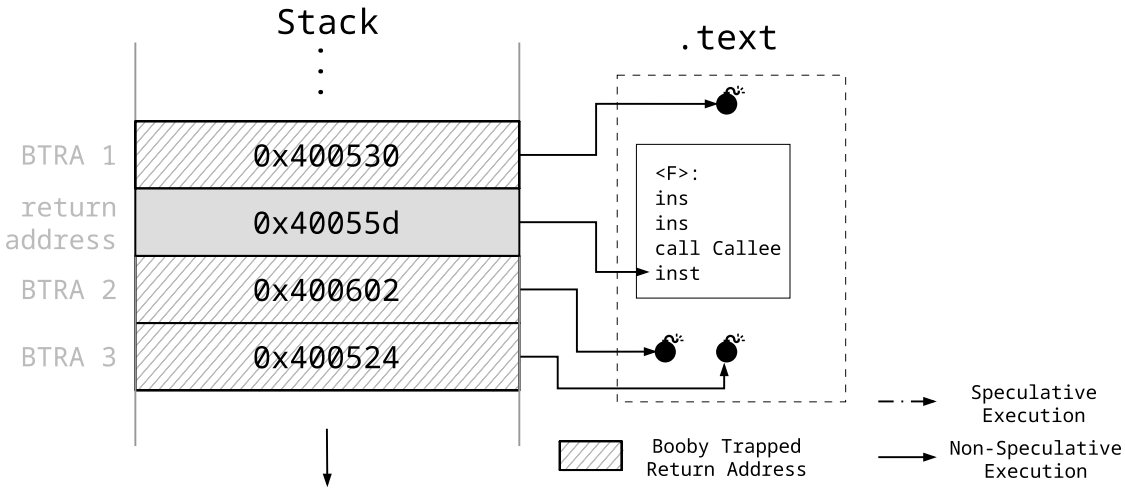 Stack
.text
BTRA 1
0x400530
return
address
0x40055d
BTRA 2
0x400602
BTRA 3
0x400524
<F>:
ins
ins
call Callee
inst
Speculative
Execution
Booby Trapped
Return Address
Non-Speculative
Execution